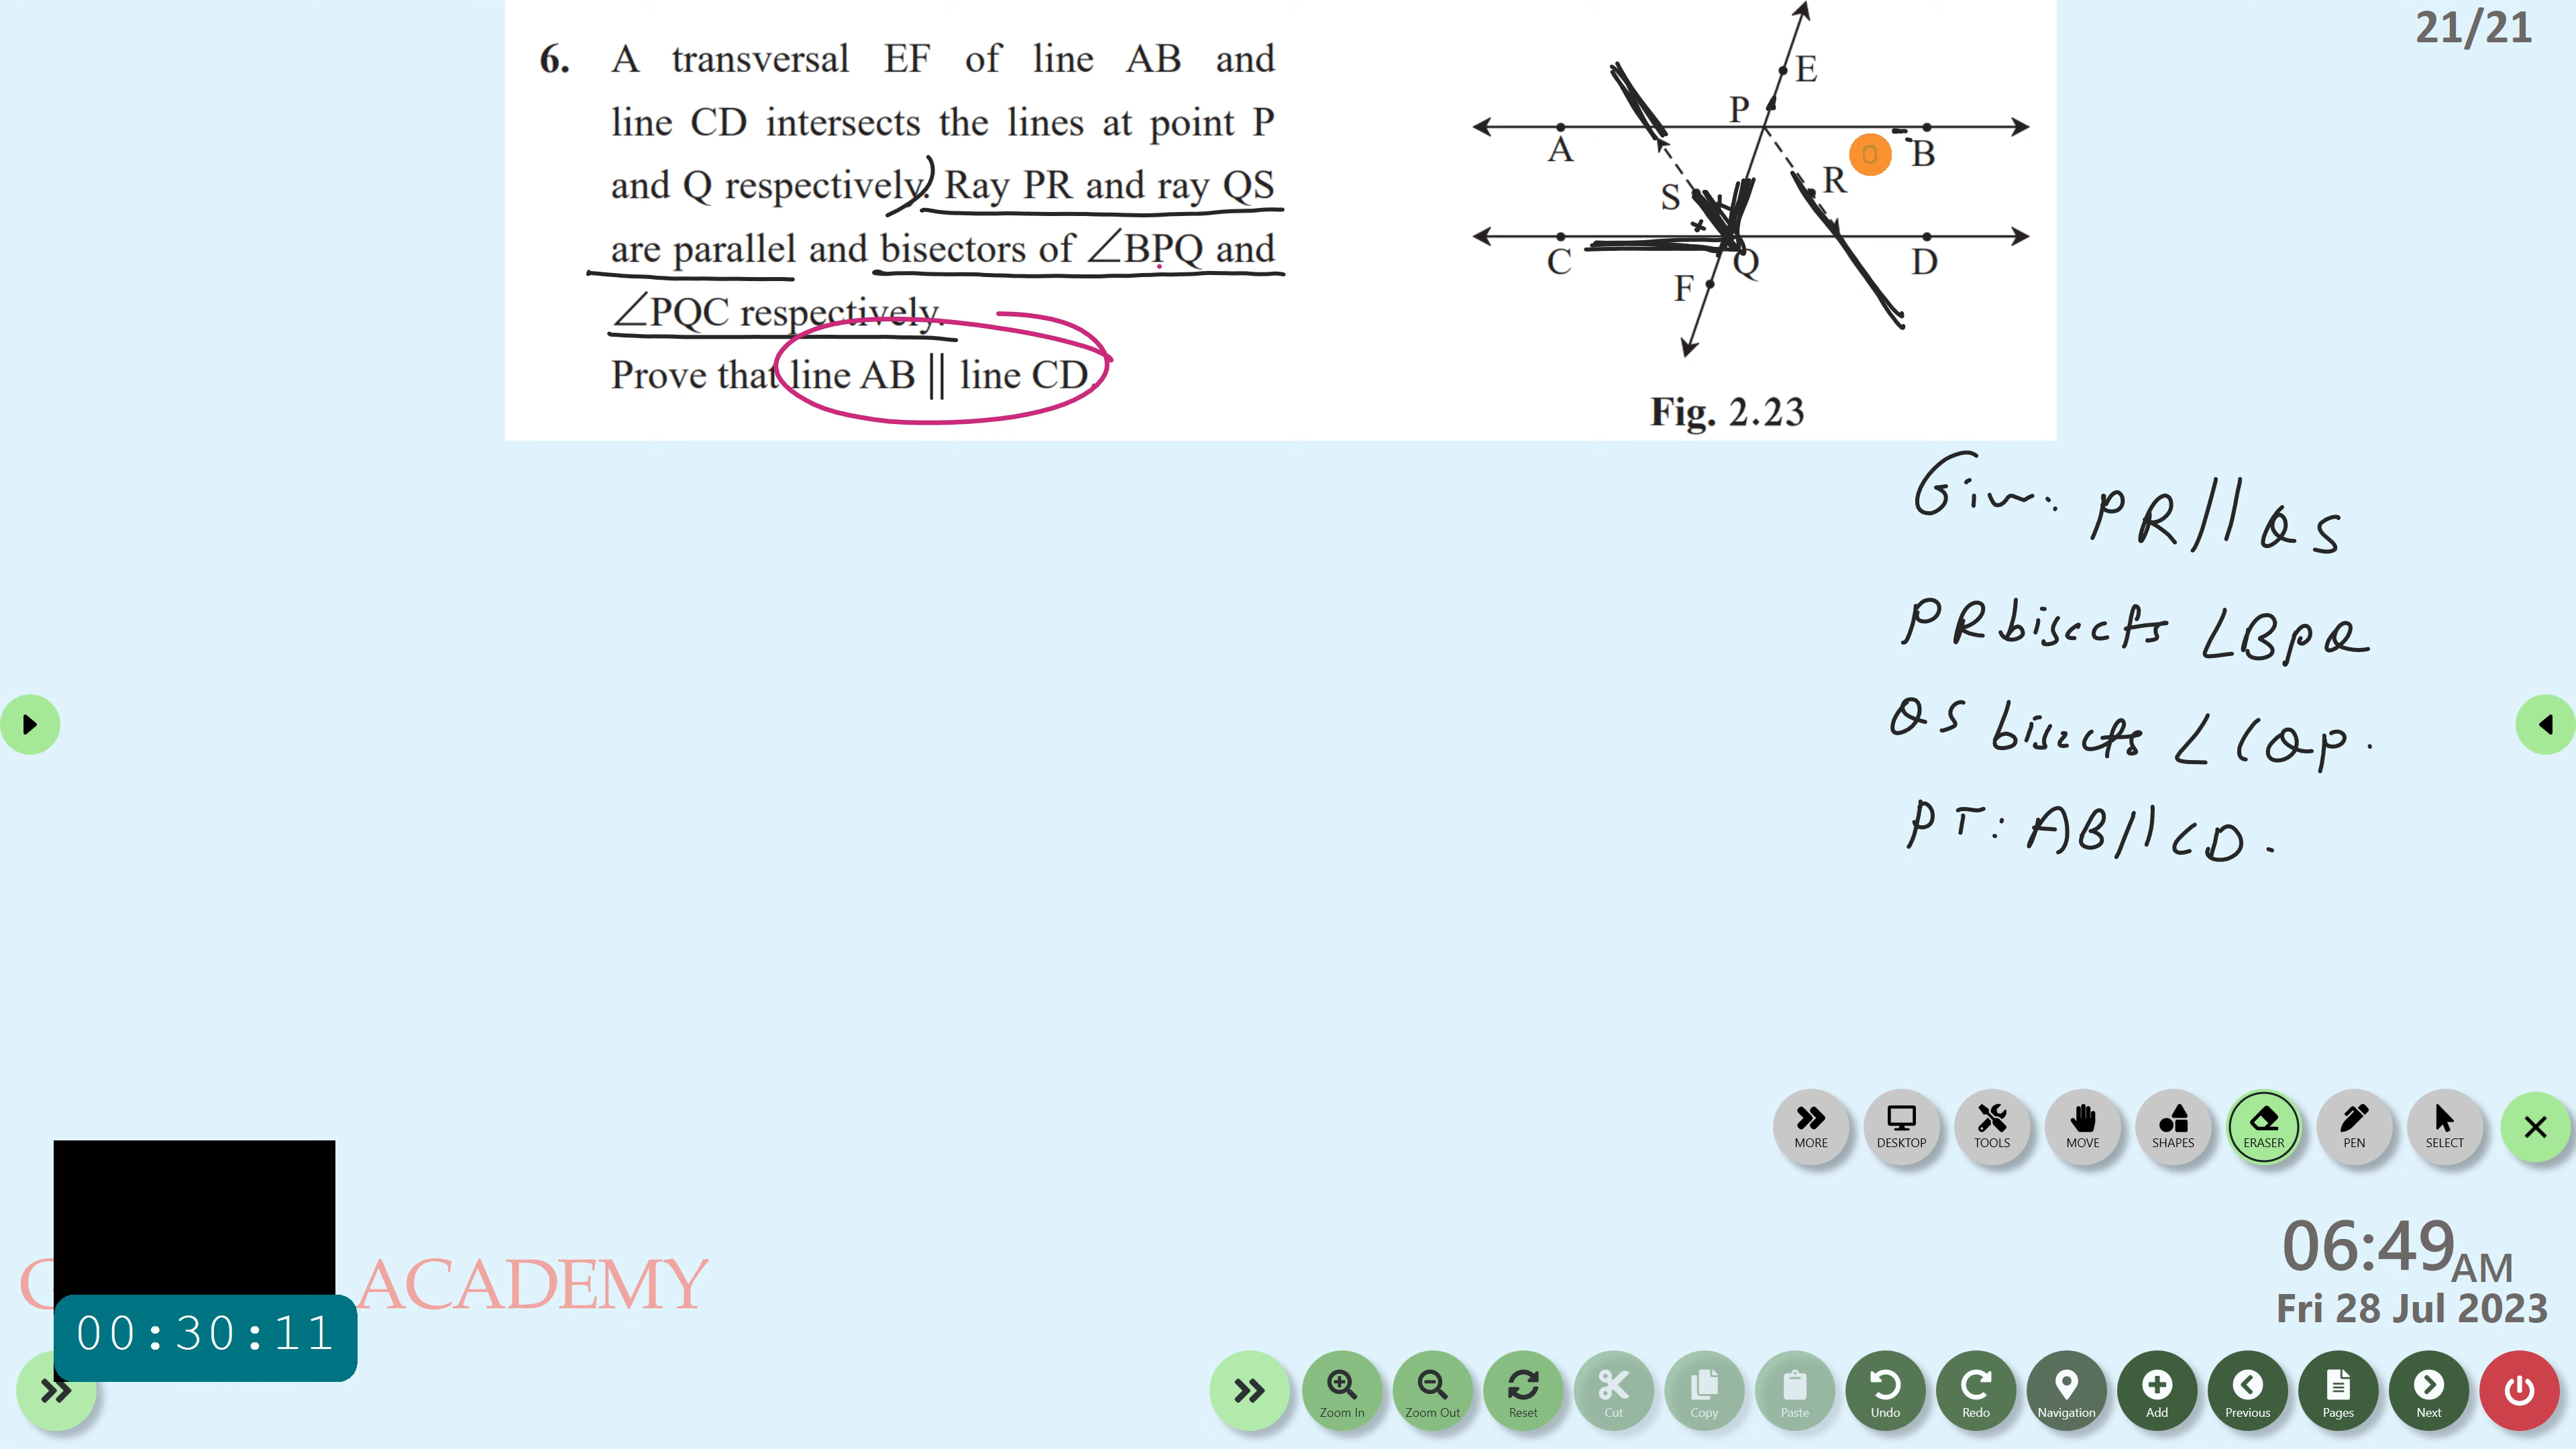 21/21
6. A transversal EF of line AB and
line CD intersects the lines at point P
and Q respectively. Ray PR and ray QS
are parallel and bisectors of ∠BPQ and
∠PQC respectively.
Prove that line AB || line CD.
E
P
A
B
S
R
C
Q
D
F
Fig. 2.23
Given: PR // QS
PR bisects ∠BPQ
QS bisects ∠CQP.
PT: AB // CD.
MORE DESKTOP TOOLS MOVE SHAPES ERASER PEN SELECT
06:49 AM
Fri 28 Jul 2023
ACADEMY
00:30:11
Zoom In Zoom Out Reset Cut Copy Paste Undo Redo Navigation Add Previous Pages Next